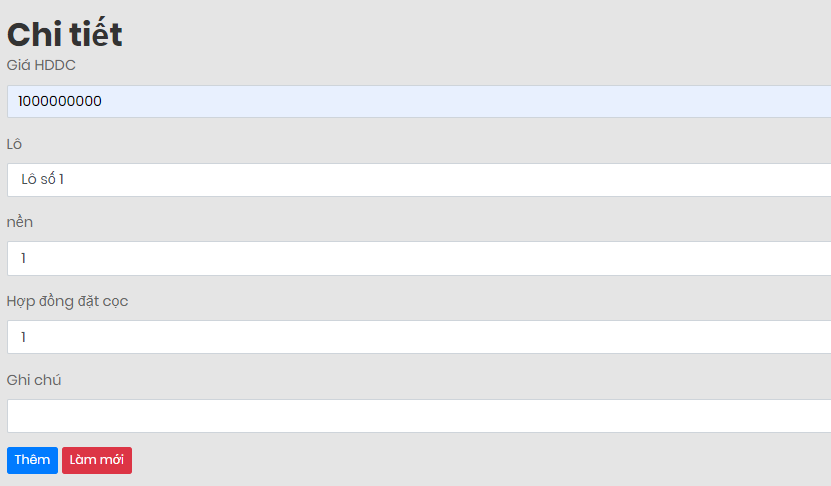 Chi tiết
Giá HDDC
1000000000
Lô
Lô số 1
nền
1
Hợp đồng đặt cọc
1
Ghi chú
Thêm Làm mới